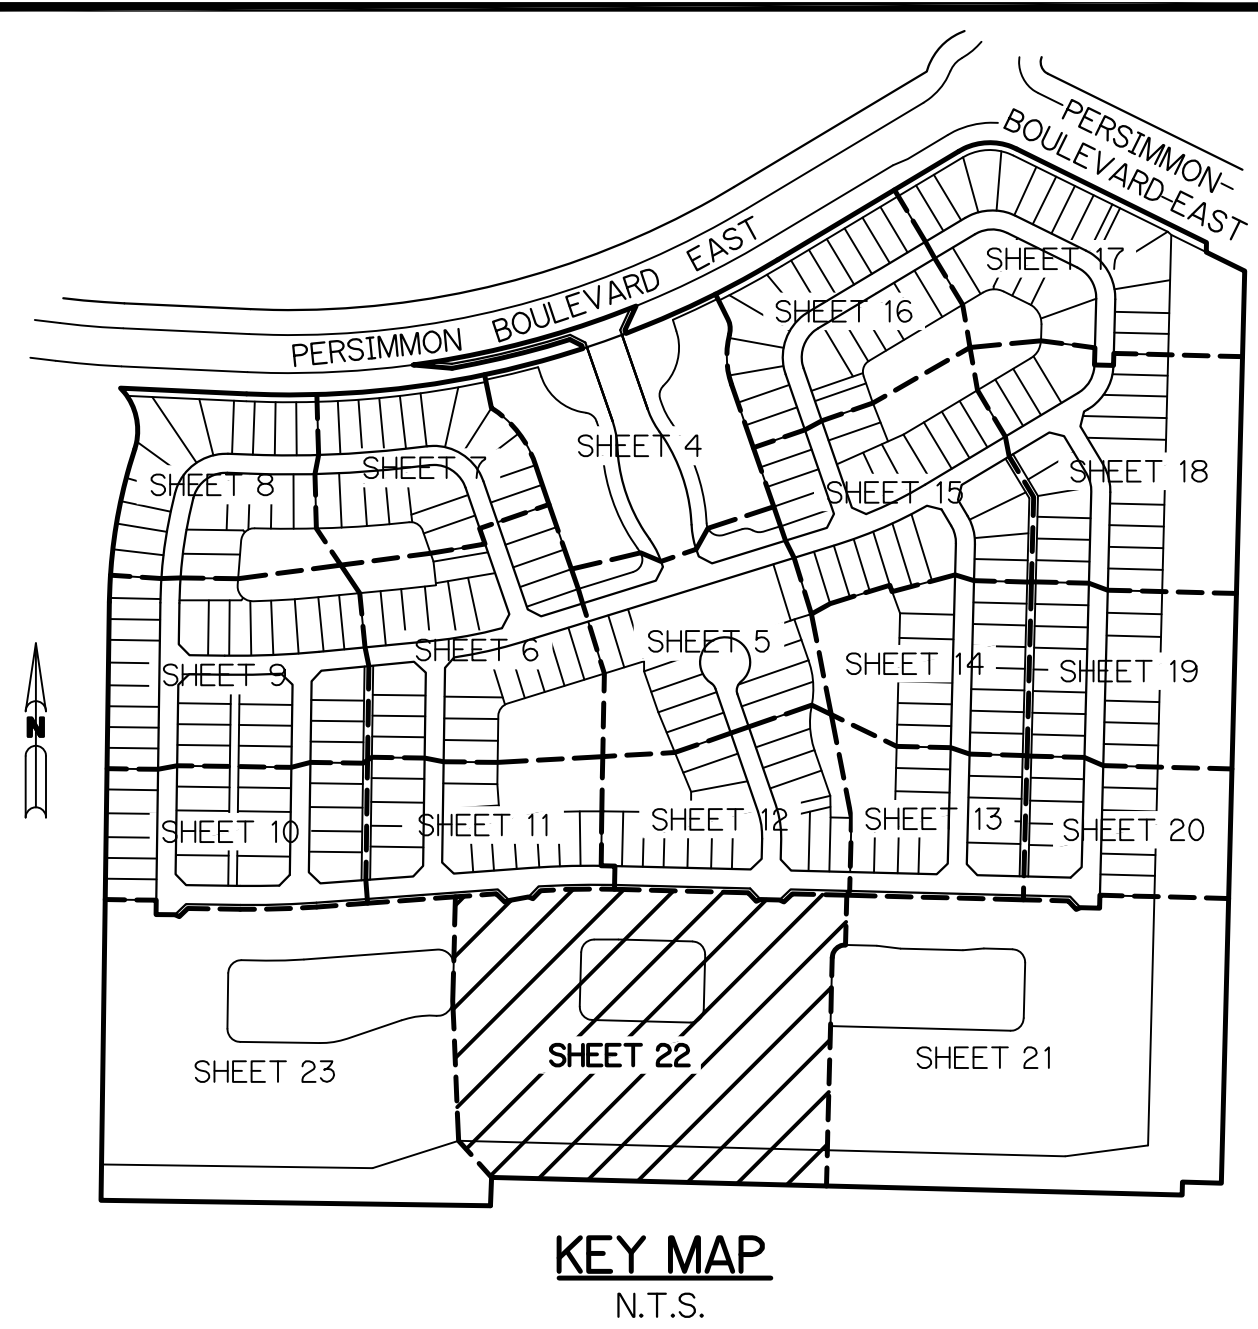 PERSIMMON-
BOULEVARD-EAST
PERSIMMON BOULEVARD EAST
SHEET 17
SHEET 16
SHEET 4
SHEET 7
SHEET 8
SHEET 18
SHEET 15
SHEET 5
SHEET 6
SHEET 14
SHEET 9
SHEET 19
N
SHEET 12
SHEET 13
SHEET 11
SHEET 10
SHEET 20
SHEET 22
SHEET 21
SHEET 23
KEY MAP
N.T.S.